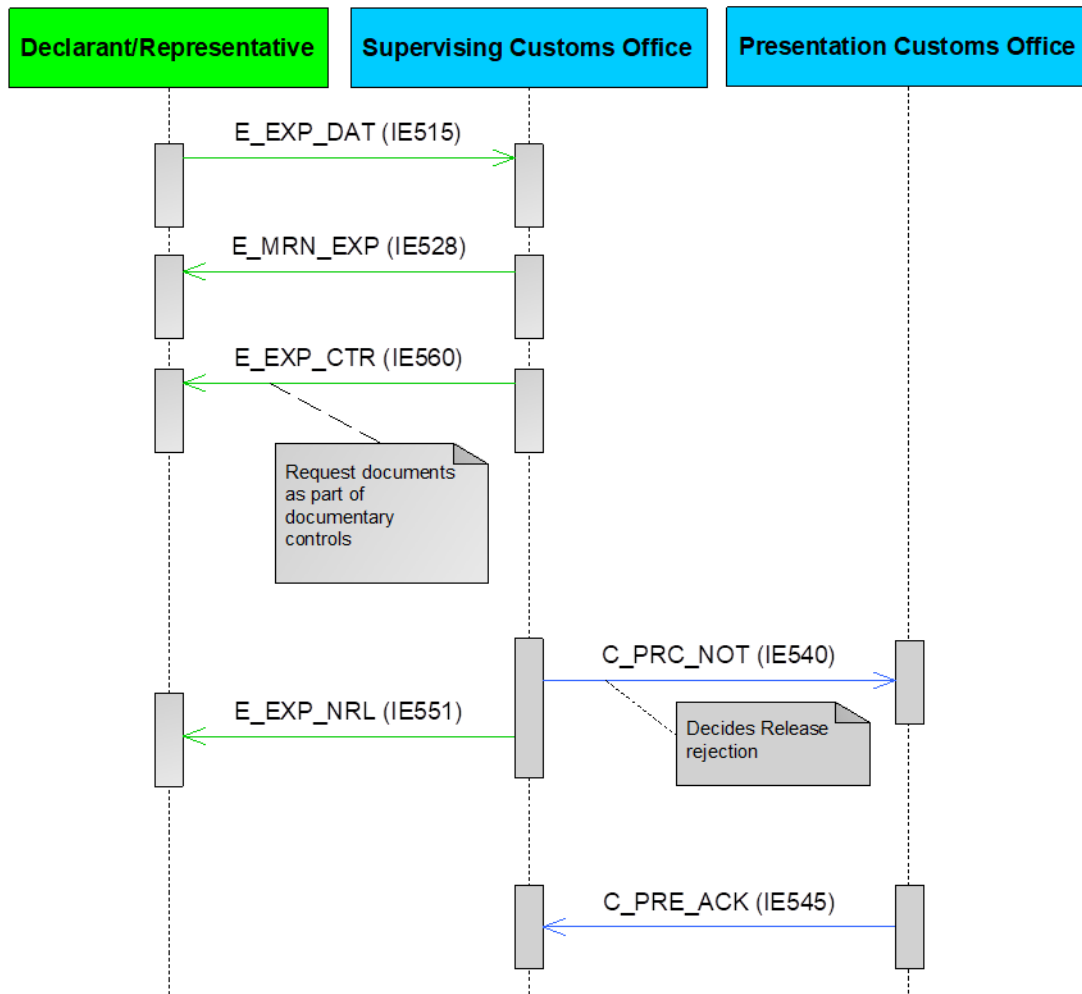 Declarant/Representative
Supervising Customs Office
Presentation Customs Office
E_EXP_DAT (IE515)
E_MRN_EXP (IE528)
E_EXP_CTR (IE560)
Request documents
as part of
documentary
controls
C_PRC_NOT (IE540)
E_EXP_NRL (IE551)
Decides Release
rejection
C_PRE_ACK (IE545)